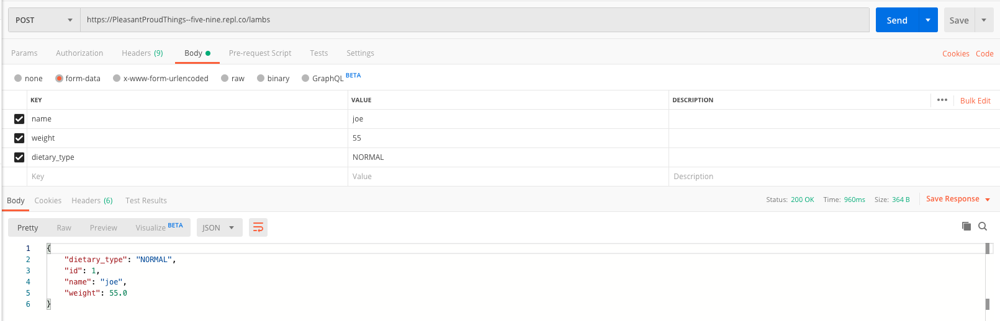 POST https://PleasantProudThings--five-nine.repl.co/lambs Send Save
Params Authorization Headers (9) Body Pre-request Script Tests Settings Cookies Code
none form-data x-www-form-urlencoded raw binary GraphQL BETA
KEY VALUE DESCRIPTION ••• Bulk Edit
name joe
weight 55
dietary_type NORMAL
Key Value Description
Body Cookies Headers (6) Test Results Status: 200 OK Time: 960ms Size: 364 B Save Response
Pretty Raw Preview Visualize BETA JSON
1 {
2 "dietary_type": "NORMAL",
3 "id": 1,
4 "name": "joe",
5 "weight": 55.0
6 }